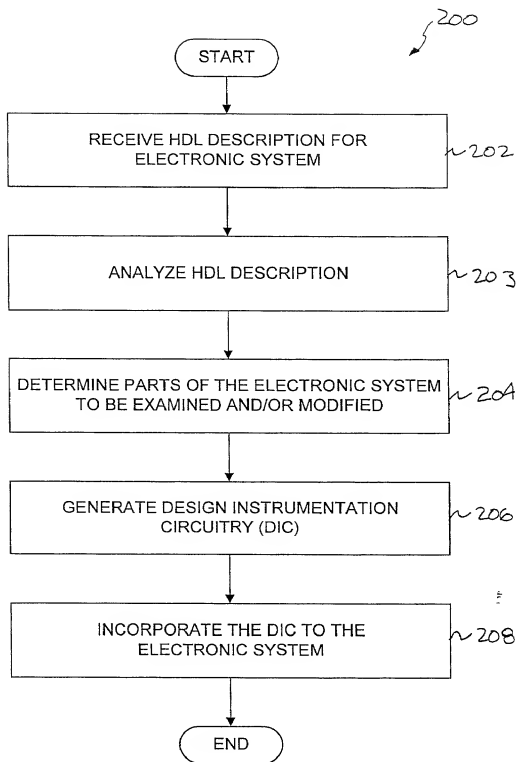 200
START
RECEIVE HDL DESCRIPTION FOR
ELECTRONIC SYSTEM
202
ANALYZE HDL DESCRIPTION
203
DETERMINE PARTS OF THE ELECTRONIC SYSTEM
TO BE EXAMINED AND/OR MODIFIED
204
GENERATE DESIGN INSTRUMENTATION
CIRCUITRY (DIC)
206
INCORPORATE THE DIC TO THE
ELECTRONIC SYSTEM
208
END